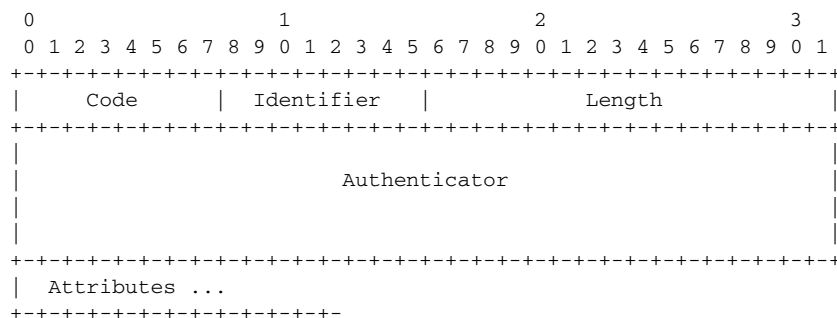 0                   1                   2                   3
 0 1 2 3 4 5 6 7 8 9 0 1 2 3 4 5 6 7 8 9 0 1 2 3 4 5 6 7 8 9 0 1
+-+-+-+-+-+-+-+-+-+-+-+-+-+-+-+-+-+-+-+-+-+-+-+-+-+-+-+-+-+-+-+-+
|     Code      |  Identifier   |            Length             |
+-+-+-+-+-+-+-+-+-+-+-+-+-+-+-+-+-+-+-+-+-+-+-+-+-+-+-+-+-+-+-+-+
|                                                               |
|                         Authenticator                         |
|                                                               |
|                                                               |
+-+-+-+-+-+-+-+-+-+-+-+-+-+-+-+-+-+-+-+-+-+-+-+-+-+-+-+-+-+-+-+-+
|  Attributes ...
+-+-+-+-+-+-+-+-+-+-+-+-+-